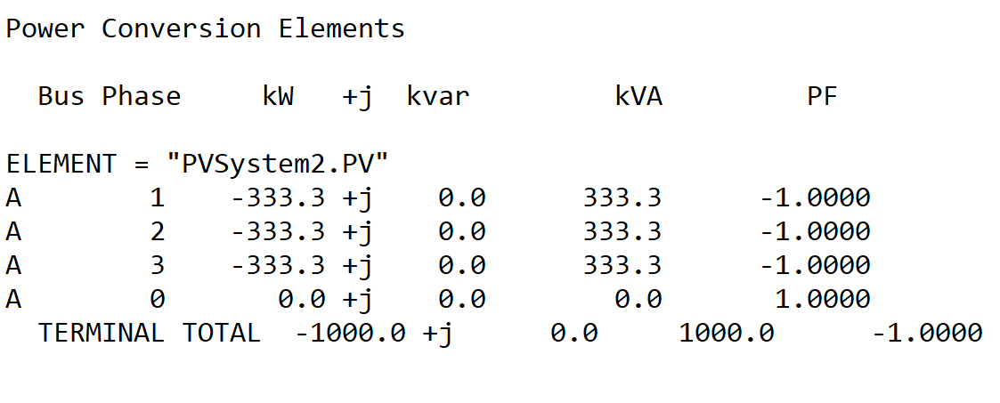 Power Conversion Elements
Bus Phase kW +j kvar kVA PF
ELEMENT = "PVSystem2.PV"
A 1 -333.3 +j 0.0 333.3 -1.0000
A 2 -333.3 +j 0.0 333.3 -1.0000
A 3 -333.3 +j 0.0 333.3 -1.0000
A 0 0.0 +j 0.0 0.0 1.0000
TERMINAL TOTAL -1000.0 +j 0.0 1000.0 -1.0000